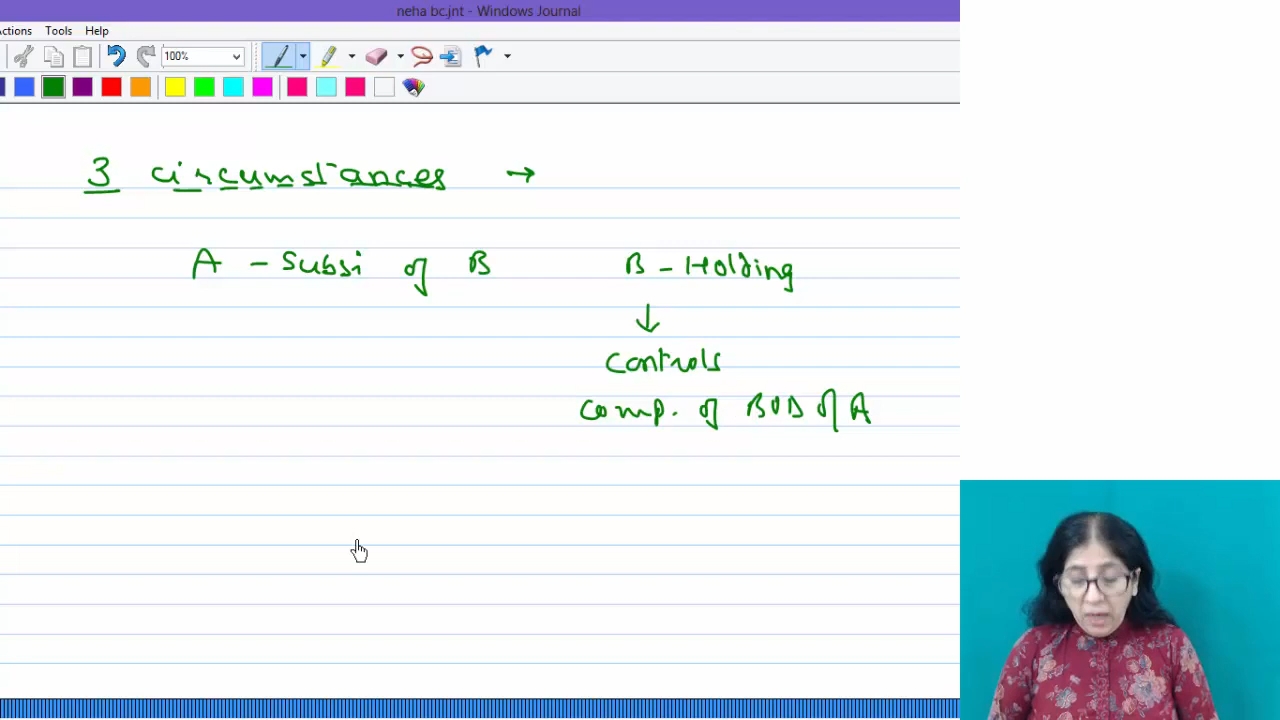 neha bc.jnt - Windows Journal
Actions Tools Help
100%
3 circumstances →
A - Subsi of B B - Holding
↓
Controls
Comp. of BOD of A